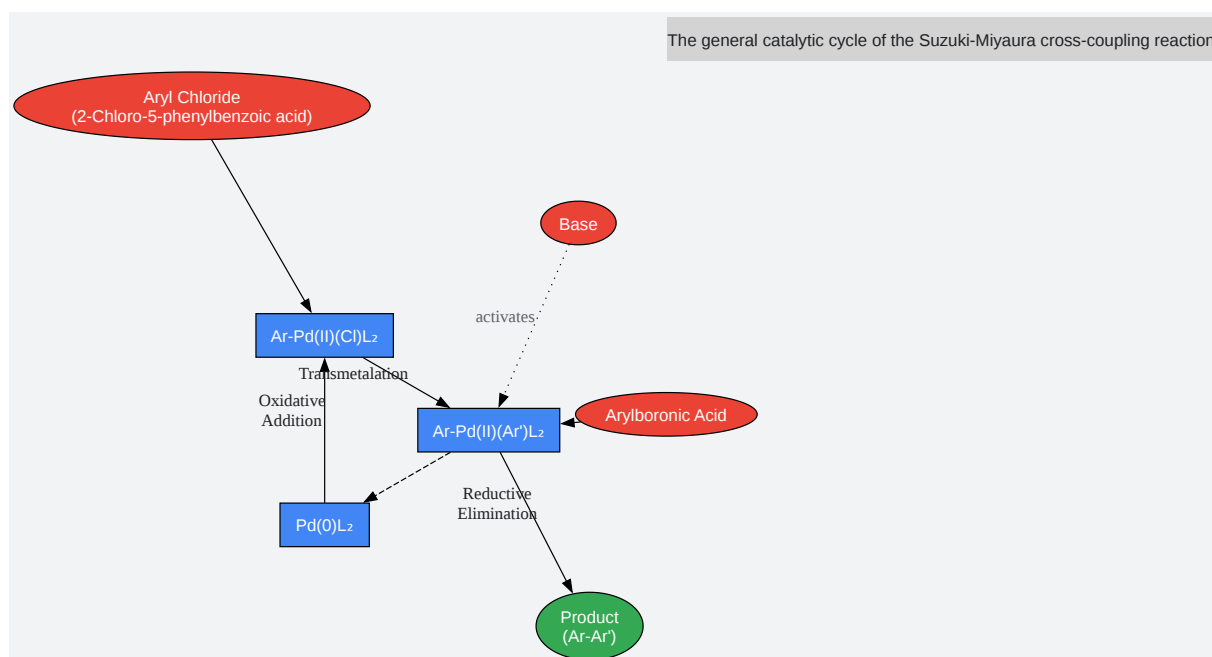 The general catalytic cycle of the Suzuki-Miyaura cross-coupling reaction
Aryl Chloride
(2-Chloro-5-phenylbenzoic acid)
Base
activates
Ar-Pd(II)(Cl)L₂
Transmetalation
Oxidative
Addition
Arylboronic Acid
Ar-Pd(II)(Ar')L₂
Reductive
Elimination
Pd(0)L₂
Product
(Ar-Ar')